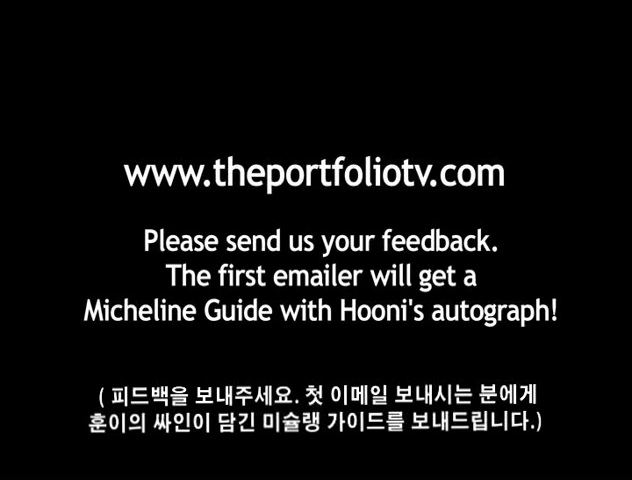 www.theportfoliotv.com
Please send us your feedback.
The first emailer will get a
Micheline Guide with Hooni's autograph!
( 피드백을 보내주세요. 첫 이메일 보내시는 분에게
훈이의 싸인이 담긴 미슐랭 가이드를 보내드립니다.)